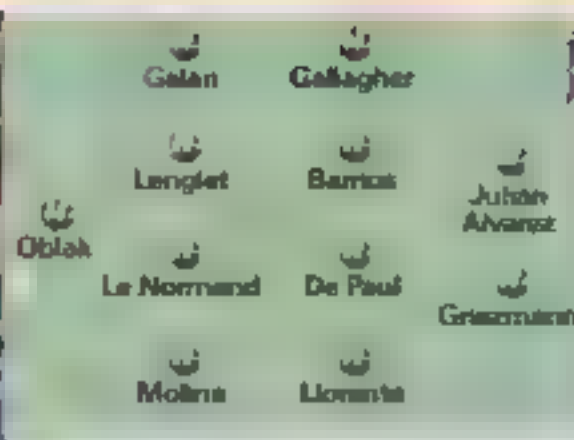 Galan
Gallagher
Lenglet
Barrios
Julian
Alvarez
Oblak
Le Normand
De Paul
Griezmann
Molina
Llorente